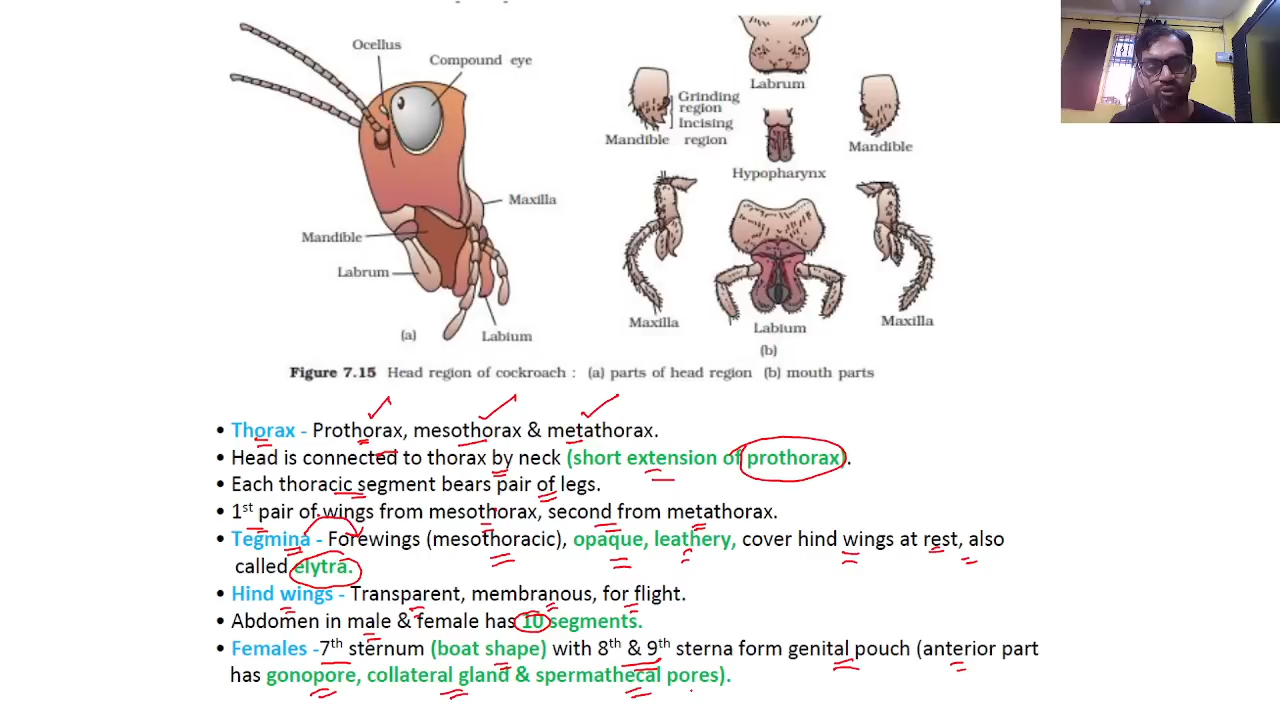 Ocellus
Compound eye
Maxilla
Mandible
Labrum
Labium
(a)
Labrum
Grinding
region
Incising
region
Mandible
Mandible
Hypopharynx
Maxilla
Labium
Maxilla
(b)
Figure 7.15 Head region of cockroach : (a) parts of head region (b) mouth parts
• Thorax - Prothorax, mesothorax & metathorax.
• Head is connected to thorax by neck (short extension of prothorax).
• Each thoracic segment bears pair of legs.
• 1st pair of wings from mesothorax, second from metathorax.
• Tegmina - Forewings (mesothoracic), opaque, leathery, cover hind wings at rest, also
called elytra.
• Hind wings - Transparent, membranous, for flight.
• Abdomen in male & female has 10 segments.
• Females -7th sternum (boat shape) with 8th & 9th sterna form genital pouch (anterior part
has gonopore, collateral gland & spermathecal pores).